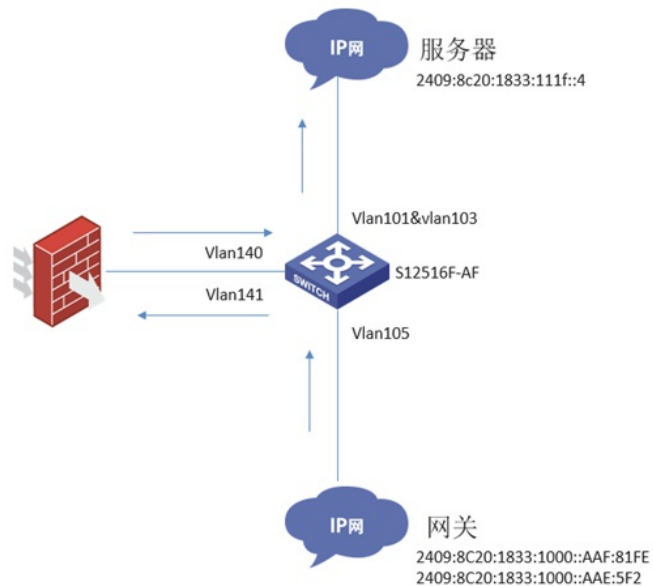 IP网
服务器
2409:8c20:1833:111f::4
Vlan101&vlan103
Vlan140
S12516F-AF
SWITCH
Vlan141
Vlan105
IP网
网关
2409:8C20:1833:1000::AAF:81FE
2409:8C20:1833:1000::AAE:5F2